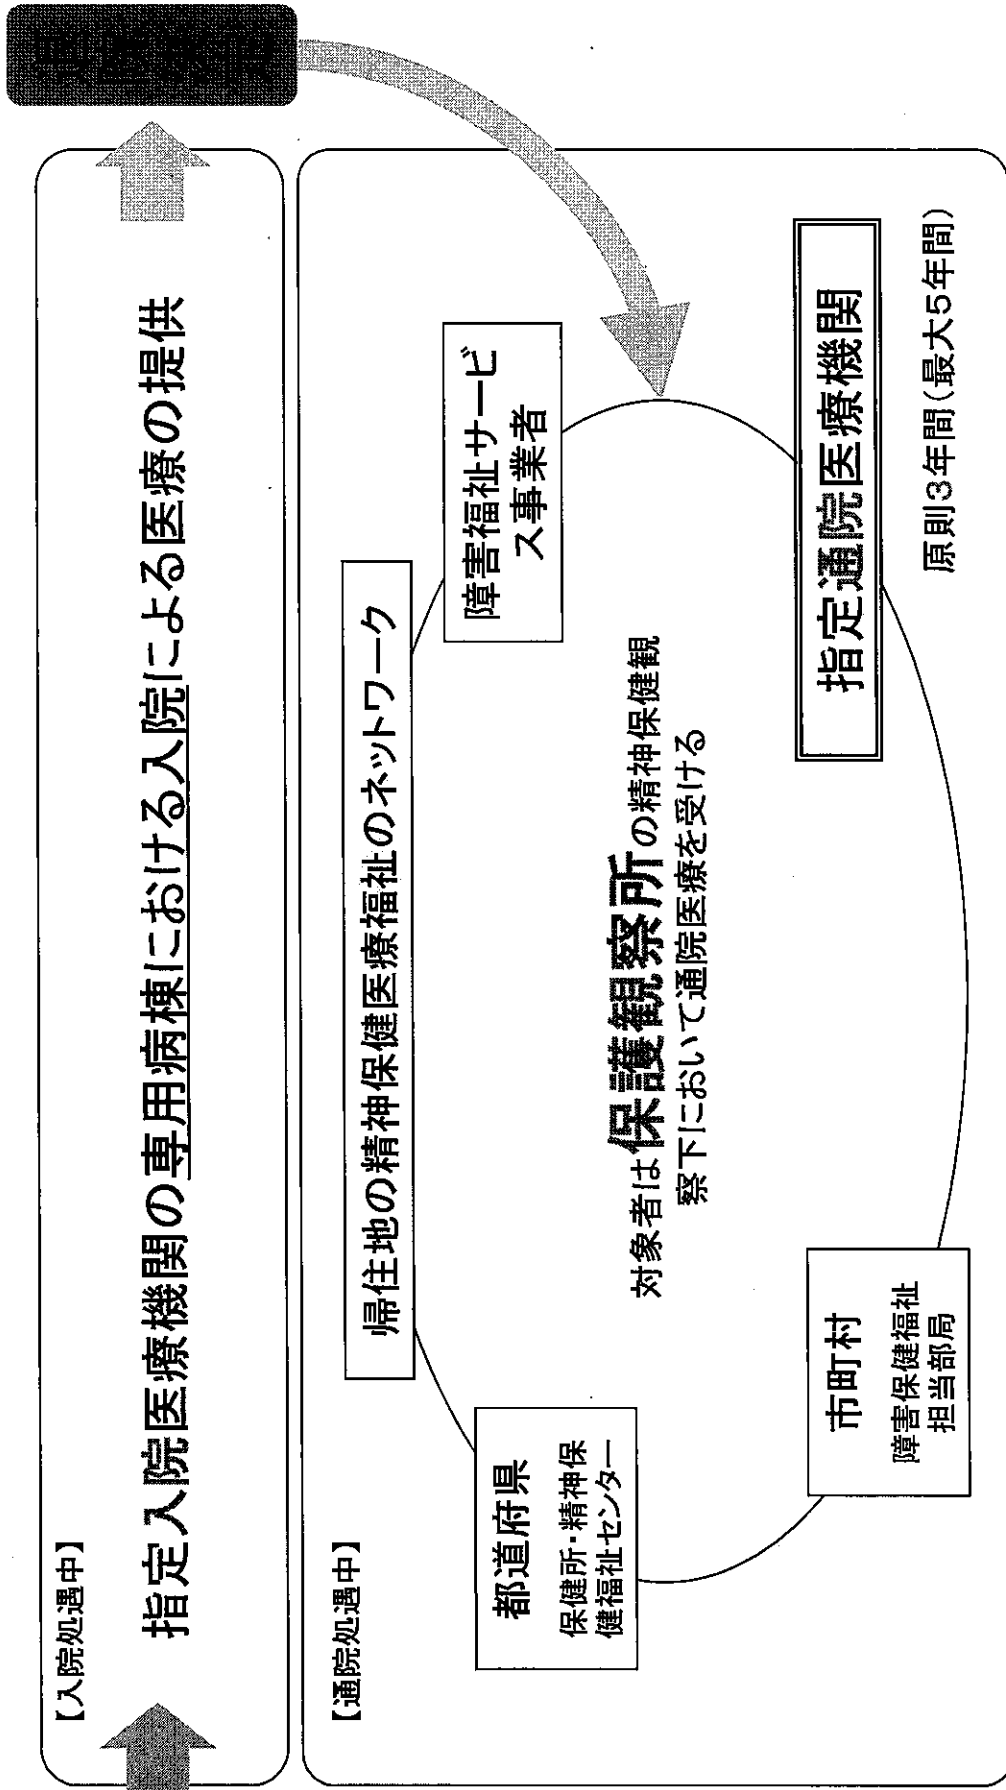 【入院処遇中】
指定入院医療機関の専用病棟における入院による医療の提供
【通院処遇中】
帰住地の精神保健医療福祉のネットワーク
都道府県
保健所・精神保
健福祉センター
障害福祉サービ
ス事業者
対象者は保護観察所の精神保健観
察下において通院医療を受ける
市町村
障害保健福祉
担当部局
指定通院医療機関
原則3年間(最大5年間)